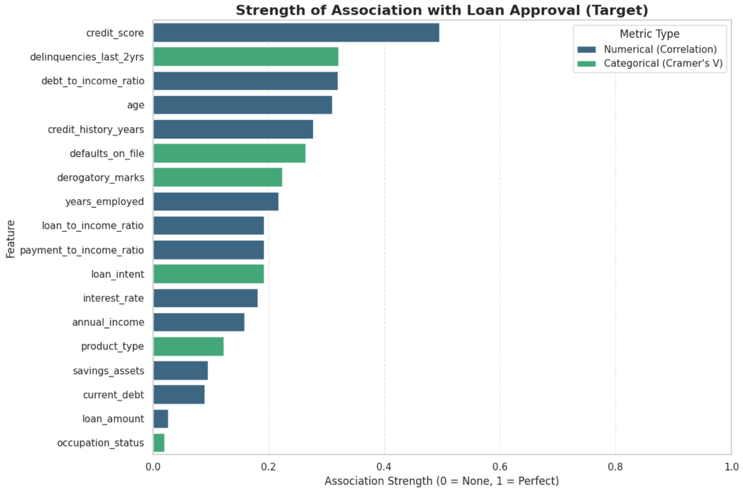 Strength of Association with Loan Approval (Target)
Metric Type
Numerical (Correlation)
Categorical (Cramer's V)
Feature
credit_score
delinquencies_last_2yrs
debt_to_income_ratio
age
credit_history_years
defaults_on_file
derogatory_marks
years_employed
loan_to_income_ratio
payment_to_income_ratio
loan_intent
interest_rate
annual_income
product_type
savings_assets
current_debt
loan_amount
occupation_status
0.0 0.2 0.4 0.6 0.8 1.0
Association Strength (0 = None, 1 = Perfect)